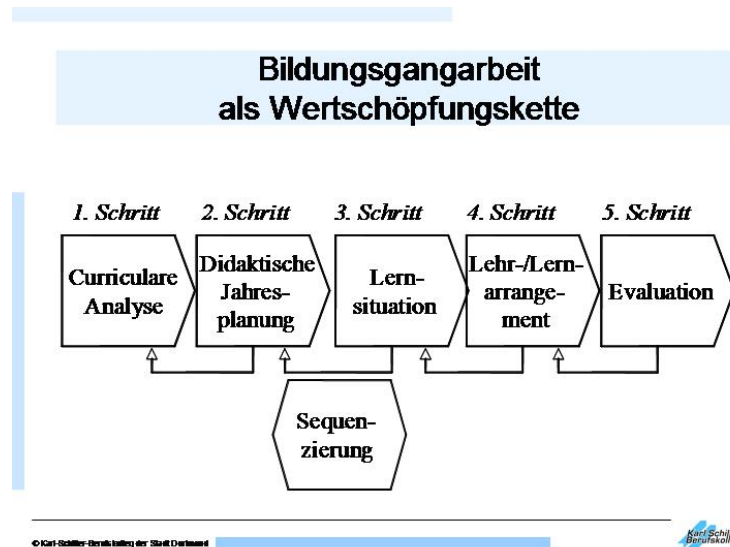 Bildungsgangarbeit
als Wertschöpfungskette
1. Schritt
2. Schritt
3. Schritt
4. Schritt
5. Schritt
Curriculare
Analyse
Didaktische
Jahres-
planung
Lern-
situation
Lehr-/Lern-
arrange-
ment
Evaluation
Sequen-
zierung
© Karl-Schiller-Berufskolleg der Stadt Dortmund
Karl Schil
Berufskoll